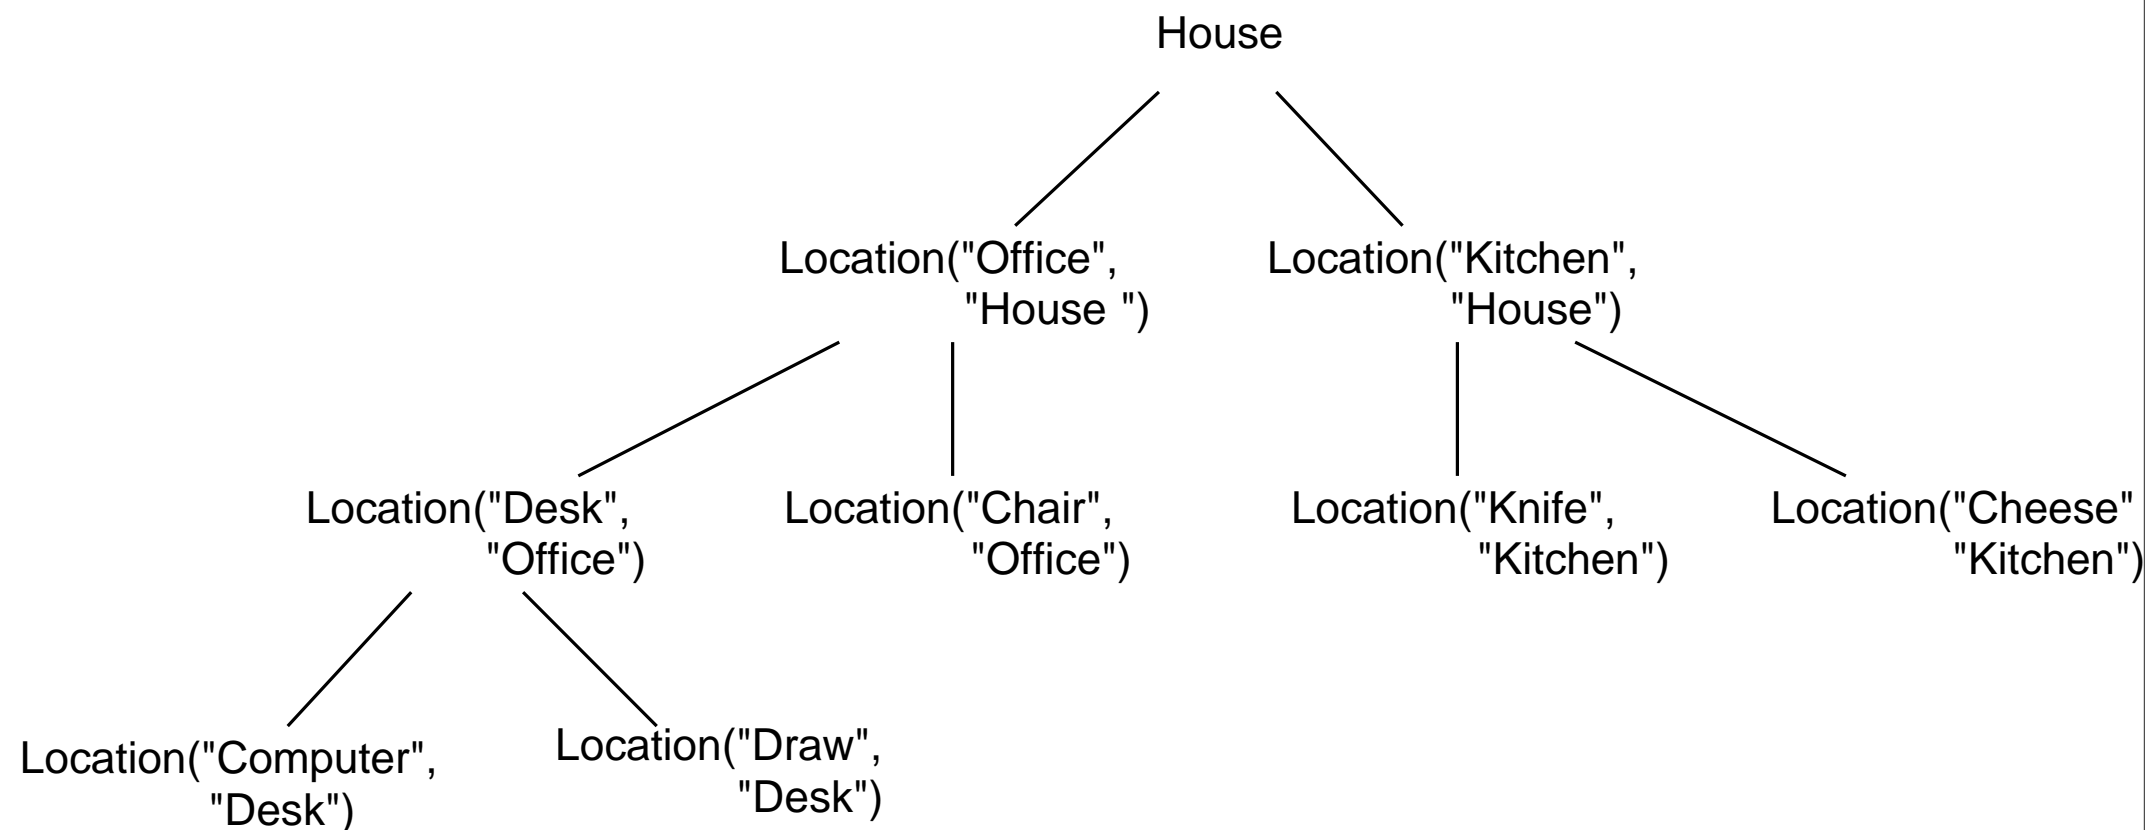 House
Location("Office",
"House ")
Location("Kitchen",
"House")
Location("Desk",
"Office")
Location("Chair",
"Office")
Location("Knife",
"Kitchen")
Location("Cheese"
"Kitchen")
Location("Computer",
"Desk")
Location("Draw",
"Desk")